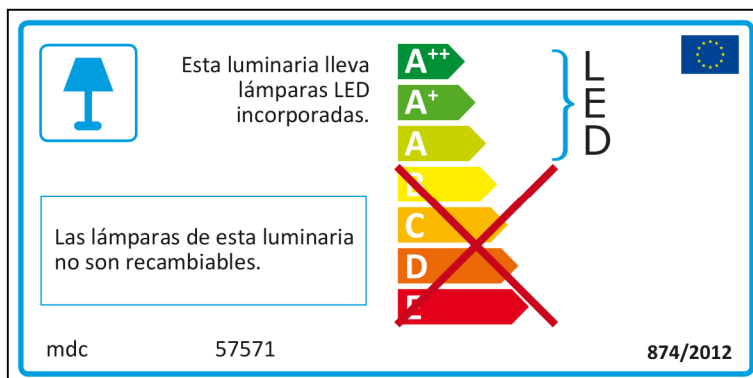 Esta luminaria lleva
lámparas LED
incorporadas.
A++
A+
A
B
C
D
E
L
E
D
Las lámparas de esta luminaria
no son recambiables.
mdc 57571
874/2012